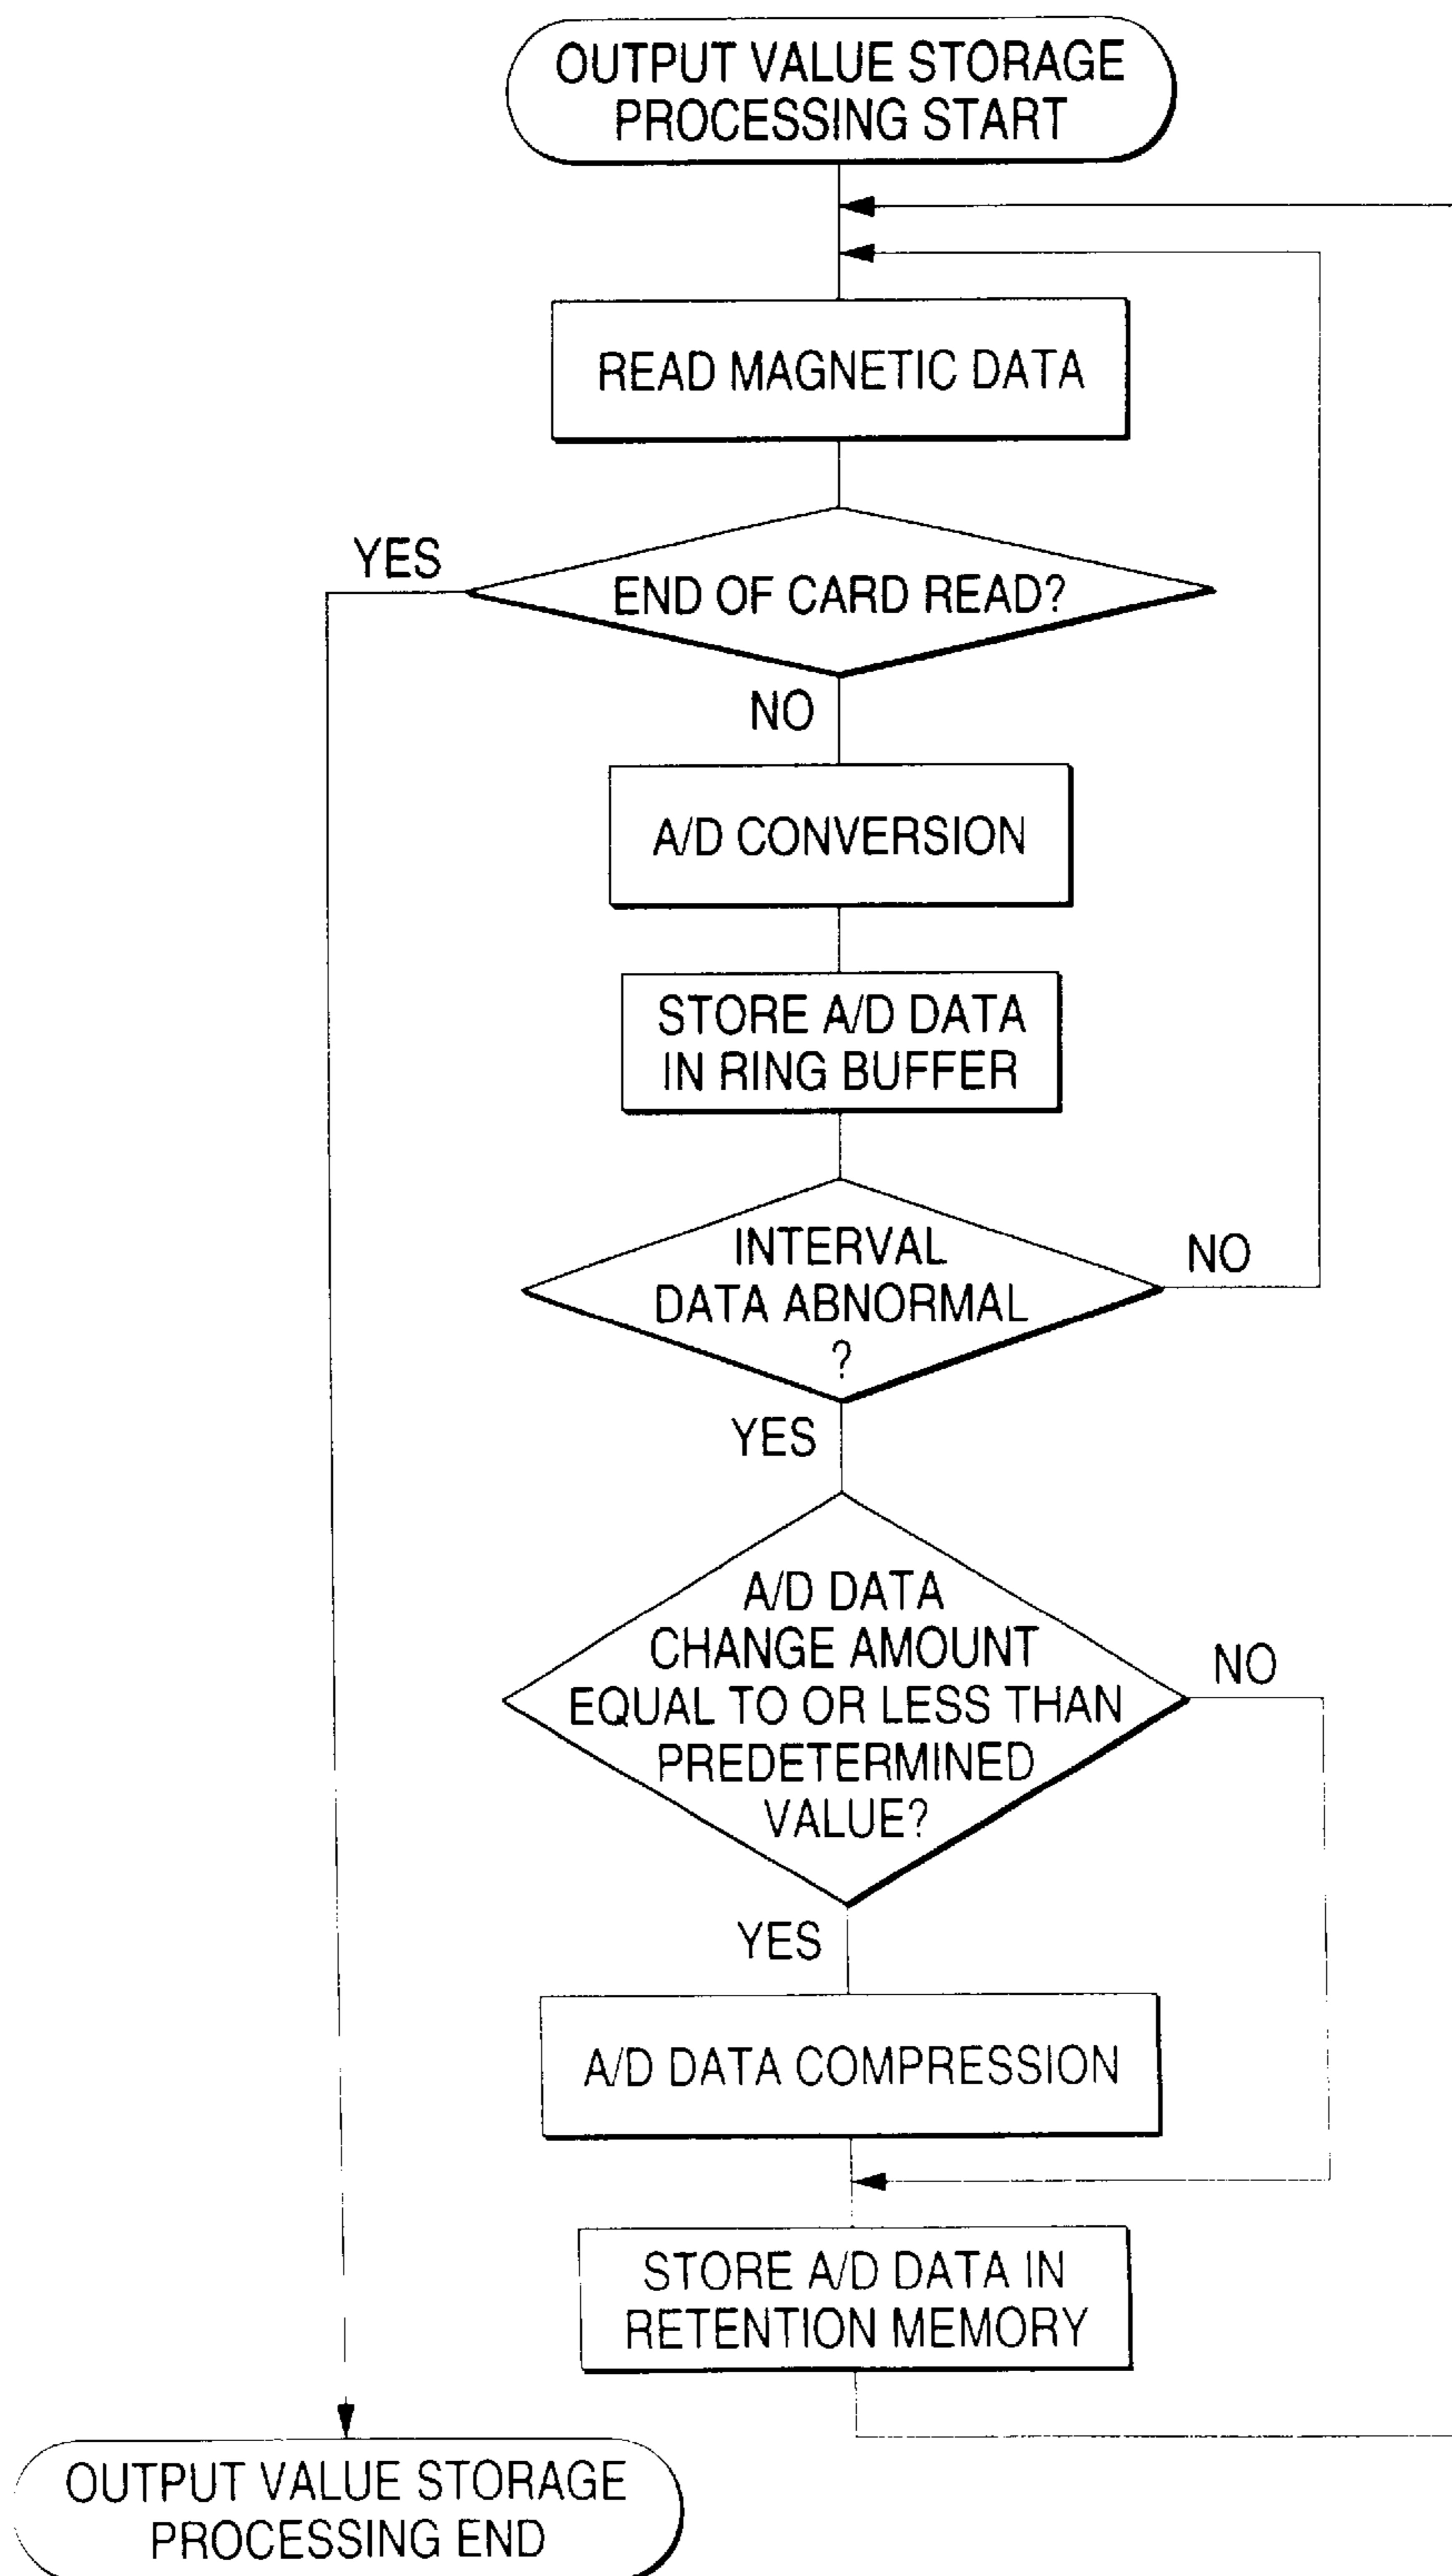 OUTPUT VALUE STORAGE
PROCESSING START
READ MAGNETIC DATA
YES
END OF CARD READ?
NO
A/D CONVERSION
STORE A/D DATA
IN RING BUFFER
INTERVAL
DATA ABNORMAL
?
NO
YES
A/D DATA
CHANGE AMOUNT
EQUAL TO OR LESS THAN
PREDETERMINED
VALUE?
NO
YES
A/D DATA COMPRESSION
STORE A/D DATA IN
RETENTION MEMORY
OUTPUT VALUE STORAGE
PROCESSING END